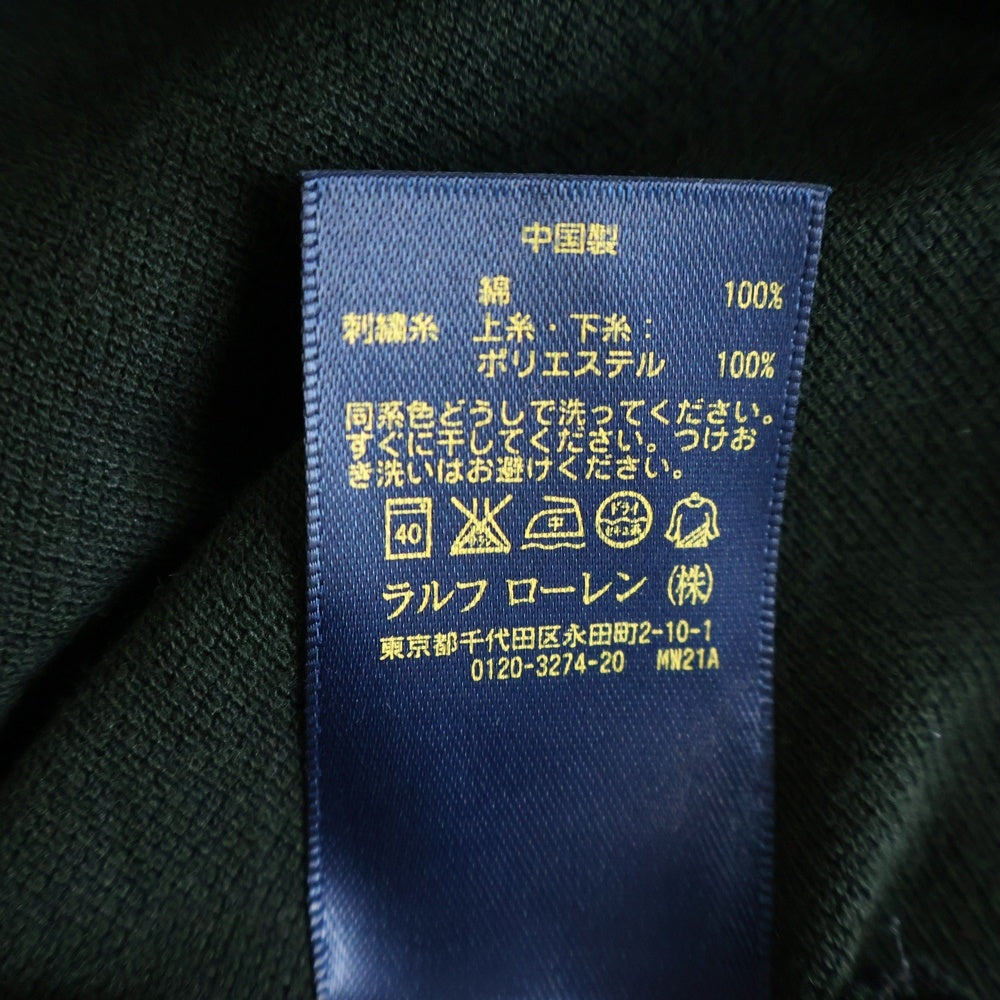 中国製
綿 100%
刺繍糸 上糸・下糸:
ポリエステル 100%
同系色どうしで洗ってください。
すぐに干してください。つけお
き洗いはお避けください。
40 中 ドライ
ラルフ ローレン (株)
東京都千代田区永田町2-10-1
0120-3274-20 MW21A